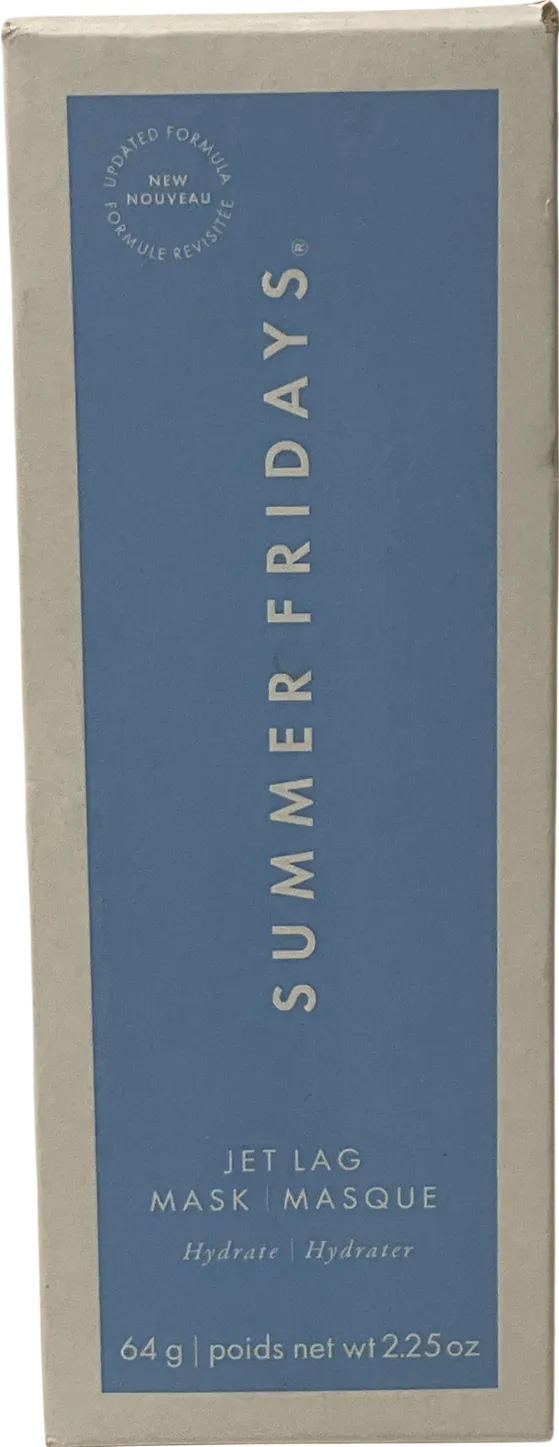 UPDATED FORMULA
NEW
NOUVEAU
FORMULE REVISITÉE
SUMMER FRIDAYS®
JET LAG
MASK | MASQUE
Hydrate | Hydrater
64 g | poids net wt 2.25 oz